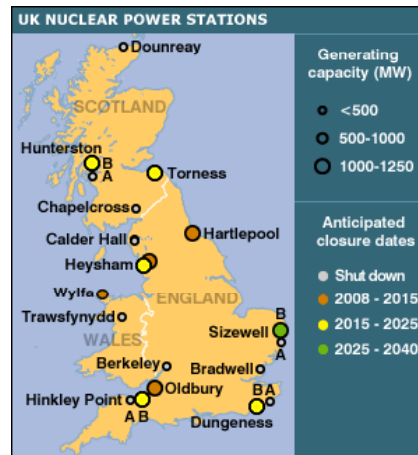 UK NUCLEAR POWER STATIONS
Dounreay
SCOTLAND
Hunterston
B
A
Torness
Chapelcross
Calder Hall
Hartlepool
Heysham
Wylfa
ENGLAND
Trawsfynydd
WALES
B
Sizewell
A
Berkeley
Bradwell
Oldbury
B A
Hinkley Point
A B
Dungeness
Generating
capacity (MW)
<500
500-1000
1000-1250
Anticipated
closure dates
Shut down
2008 - 2015
2015 - 2025
2025 - 2040